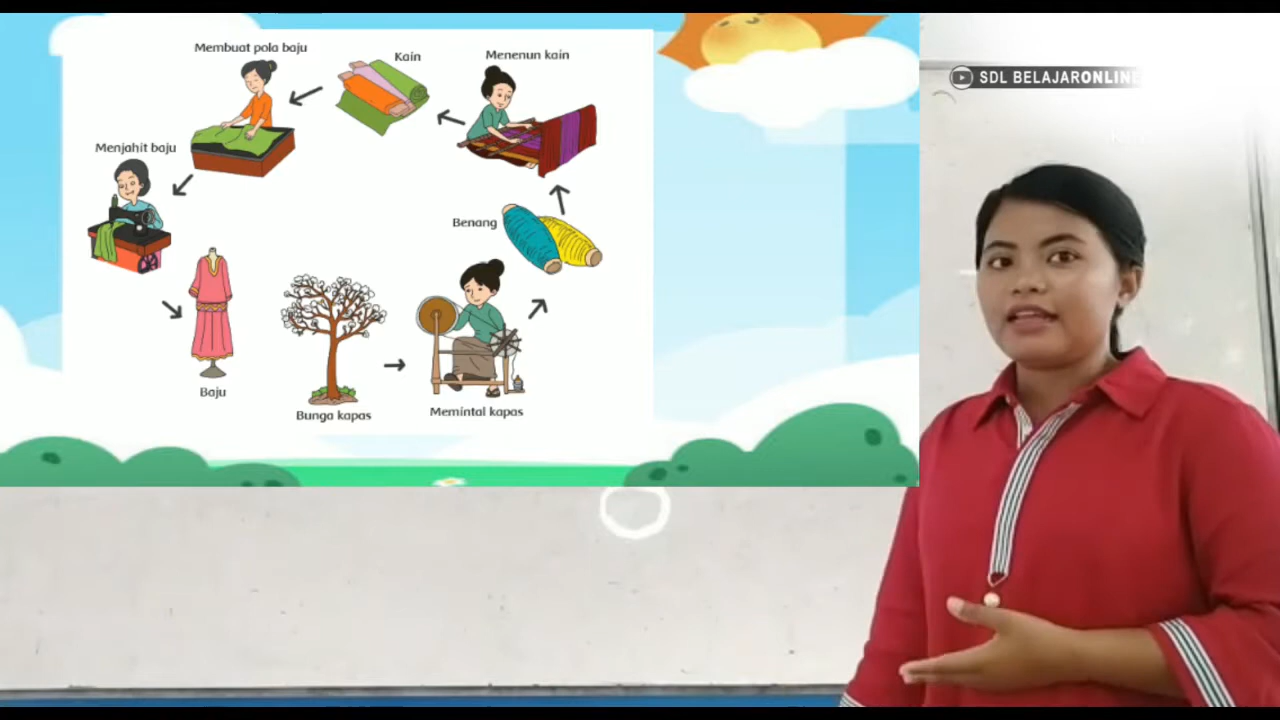 Membuat pola baju
Kain
Menenun kain
SDL BELAJARONLINE
Menjahit baju
Benang
Baju
Bunga kapas
Memintal kapas